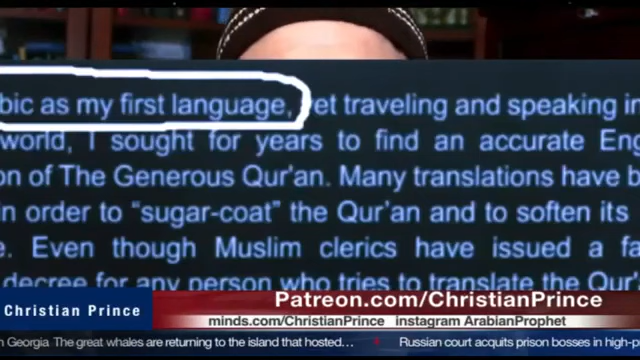 bic as my first language, yet traveling and speaking in
world, I sought for years to find an accurate Eng
on of The Generous Qur'an. Many translations have b
in order to “sugar-coat” the Qur’an and to soften its
e. Even though Muslim clerics have issued a fa
decree for any person who tries to translate the Qur'
Patreon.com/ChristianPrince
Christian Prince
minds.com/ChristianPrince instagram ArabianProphet
n Georgia The great whales are returning to the island that hosted... Russian court acquits prison bosses in high-p